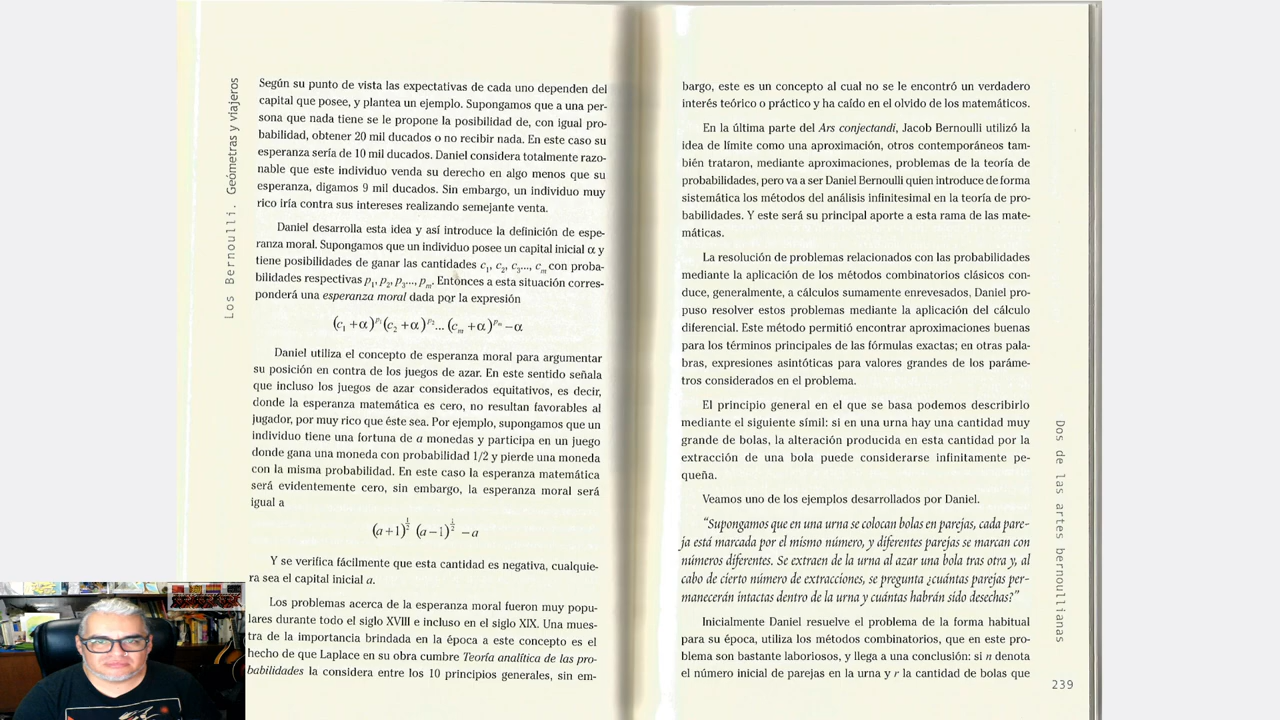 Los Bernoulli. Geómetras y viajeros
Según su punto de vista las expectativas de cada uno dependen del
capital que posee, y plantea un ejemplo. Supongamos que a una per-
sona que nada tiene se le propone la posibilidad de, con igual pro-
babilidad, obtener 20 mil ducados o no recibir nada. En este caso su
esperanza sería de 10 mil ducados. Daniel considera totalmente razo-
nable que este individuo venda su derecho en algo menos que su
esperanza, digamos 9 mil ducados. Sin embargo, un individuo muy
rico iría contra sus intereses realizando semejante venta.
Daniel desarrolla esta idea y así introduce la definición de espe-
ranza moral. Supongamos que un individuo posee un capital inicial α y
tiene posibilidades de ganar las cantidades c₁, c₂, c₃..., cₘ con proba-
bilidades respectivas p₁, p₂, p₃..., pₘ. Entonces a esta situación corres-
ponderá una esperanza moral dada por la expresión
(c₁ +α)^p₁ (c₂ +α)^p₂ ... (cₘ +α)^pₘ −α
Daniel utiliza el concepto de esperanza moral para argumentar
su posición en contra de los juegos de azar. En este sentido señala
que incluso los juegos de azar considerados equitativos, es decir,
donde la esperanza matemática es cero, no resultan favorables al
jugador, por muy rico que éste sea. Por ejemplo, supongamos que un
individuo tiene una fortuna de a monedas y participa en un juego
donde gana una moneda con probabilidad 1/2 y pierde una moneda
con la misma probabilidad. En este caso la esperanza matemática
será evidentemente cero, sin embargo, la esperanza moral será
igual a
(a+1)^½ (a−1)^½ −a
Y se verifica fácilmente que esta cantidad es negativa, cualquie-
ra sea el capital inicial a.
Los problemas acerca de la esperanza moral fueron muy popu-
lares durante todo el siglo XVIII e incluso en el siglo XIX. Una mues-
tra de la importancia brindada en la época a este concepto es el
hecho de que Laplace en su obra cumbre Teoría analítica de las pro-
babilidades la considera entre los 10 principios generales, sin em-
bargo, este es un concepto al cual no se le encontró un verdadero
interés teórico o práctico y ha caído en el olvido de los matemáticos.
En la última parte del Ars conjectandi, Jacob Bernoulli utilizó la
idea de límite como una aproximación, otros contemporáneos tam-
bién trataron, mediante aproximaciones, problemas de la teoría de
probabilidades, pero va a ser Daniel Bernoulli quien introduce de forma
sistemática los métodos del análisis infinitesimal en la teoría de pro-
babilidades. Y este será su principal aporte a esta rama de las mate-
máticas.
La resolución de problemas relacionados con las probabilidades
mediante la aplicación de los métodos combinatorios clásicos con-
duce, generalmente, a cálculos sumamente enrevesados, Daniel pro-
puso resolver estos problemas mediante la aplicación del cálculo
diferencial. Este método permitió encontrar aproximaciones buenas
para los términos principales de las fórmulas exactas; en otras pala-
bras, expresiones asintóticas para valores grandes de los paráme-
tros considerados en el problema.
El principio general en el que se basa podemos describirlo
mediante el siguiente símil: si en una urna hay una cantidad muy
grande de bolas, la alteración producida en esta cantidad por la
extracción de una bola puede considerarse infinitamente pe-
queña.
Veamos uno de los ejemplos desarrollados por Daniel.
“Supongamos que en una urna se colocan bolas en parejas, cada pare-
ja está marcada por el mismo número, y diferentes parejas se marcan con
números diferentes. Se extraen de la urna al azar una bola tras otra y, al
cabo de cierto número de extracciones, se pregunta ¿cuántas parejas per-
manecerán intactas dentro de la urna y cuántas habrán sido desechas?”
Inicialmente Daniel resuelve el problema de la forma habitual
para su época, utiliza los métodos combinatorios, que en este pro-
blema son bastante laboriosos, y llega a una conclusión: si n denota
el número inicial de parejas en la urna y r la cantidad de bolas que
Dos de las artes bernoullianas
239